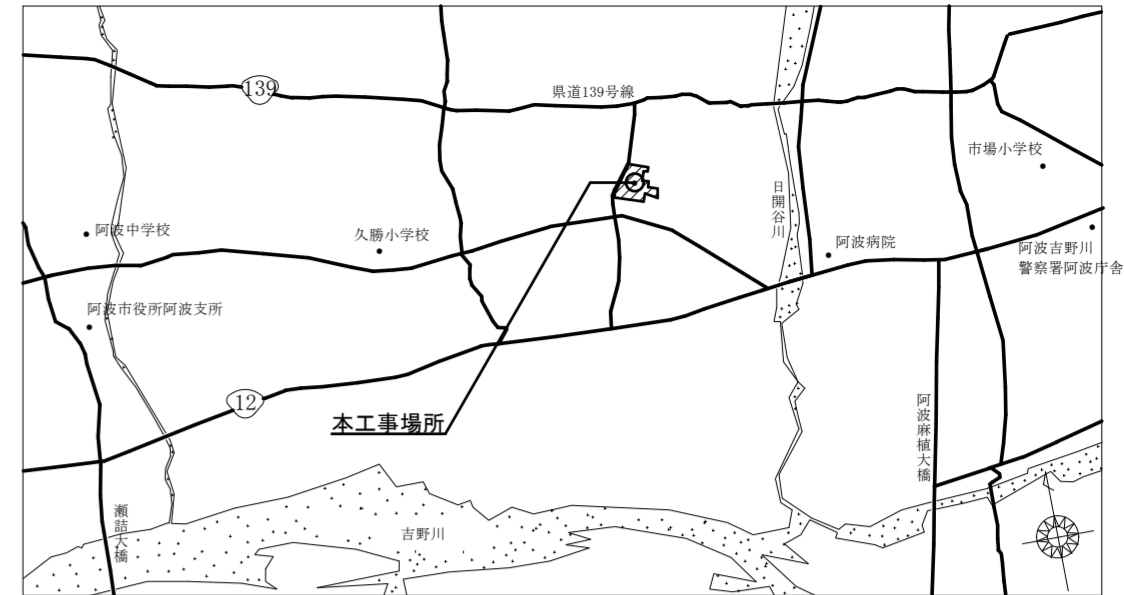 139
県道139号線
市場小学校
日開谷川
阿波中学校
久勝小学校
阿波病院
阿波吉野川
警察署阿波庁舎
阿波市役所阿波支所
12
本工事場所
阿波麻植大橋
瀬詰大橋
吉野川